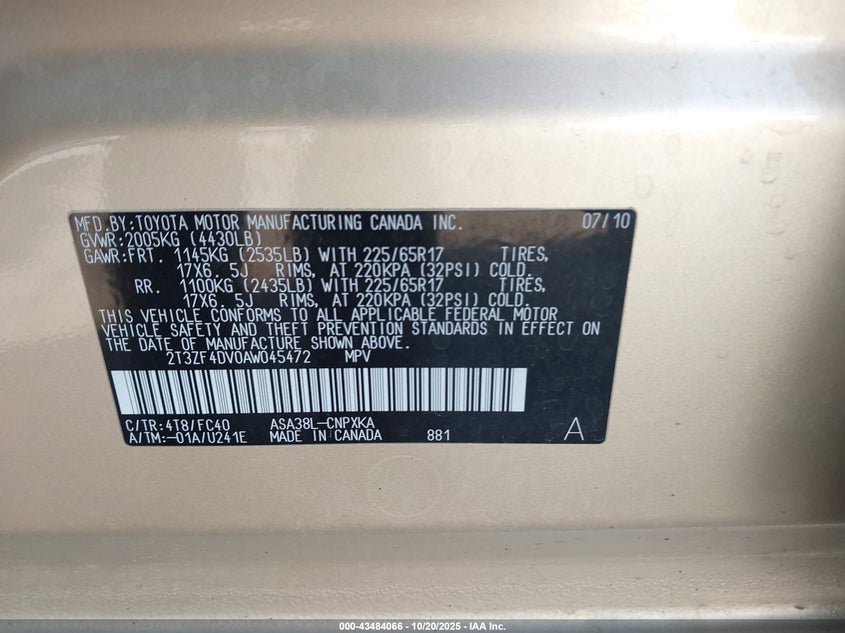 MFD.BY:TOYOTA MOTOR MANUFACTURING CANADA INC. 07/10
GVWR:2005KG (4430LB)
GAWR:FRT. 1145KG (2535LB) WITH 225/65R17 TIRES,
17X6. 5J RIMS, AT 220KPA (32PSI) COLD.
RR. 1100KG (2435LB) WITH 225/65R17 TIRES,
17X6. 5J RIMS, AT 220KPA (32PSI) COLD.
THIS VEHICLE CONFORMS TO ALL APPLICABLE FEDERAL MOTOR
VEHICLE SAFETY AND THEFT PREVENTION STANDARDS IN EFFECT ON
THE DATE OF MANUFACTURE SHOWN ABOVE.
2T3ZF4DV0AW045472 MPV
C/TR:4T8/FC40 ASA38L-CNPXKA
A/TM:-01A/U241E MADE IN CANADA 881 A
000-43484066 - 10/20/2025 - IAA Inc.